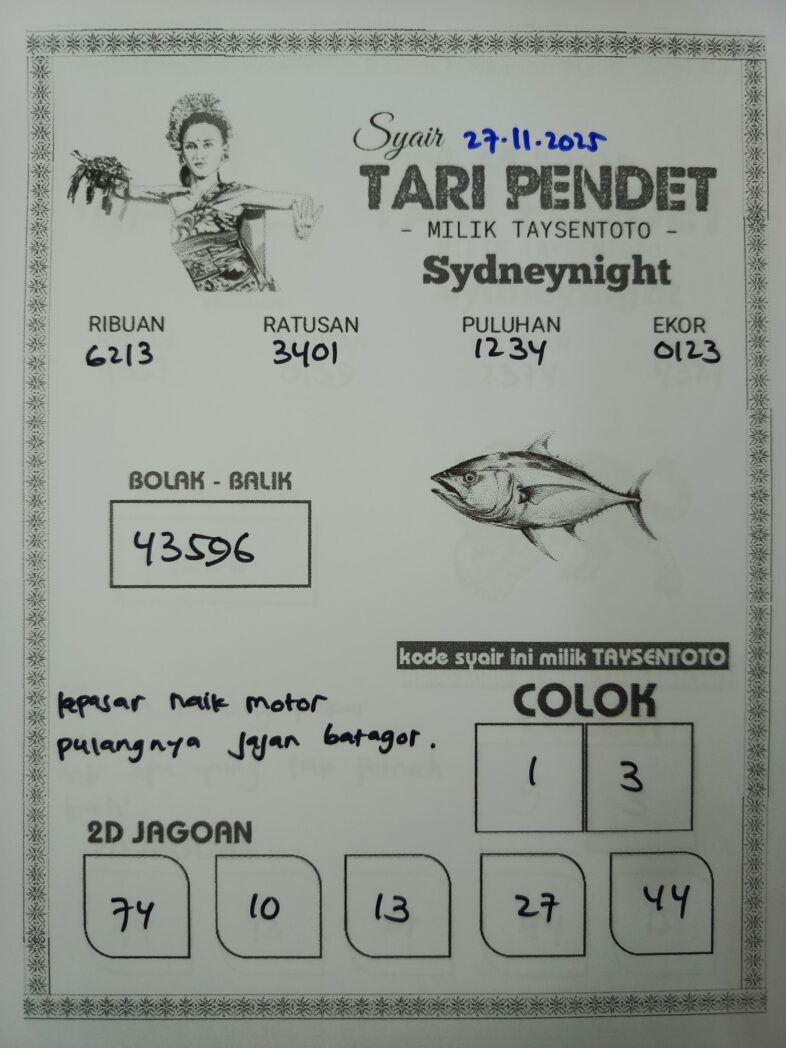 Syair 27.11.2025
TARI PENDET
- MILIK TAYSENTOTO -
Sydneynight
RIBUAN RATUSAN PULUHAN EKOR
6213 3401 1234 0123
BOLAK - BALIK
43596
kode syair ini milik TAYSENTOTO
kepasar naik motor
pulangnya jajan batagor.
COLOK
1 3
2D JAGOAN
74 10 13 27 44